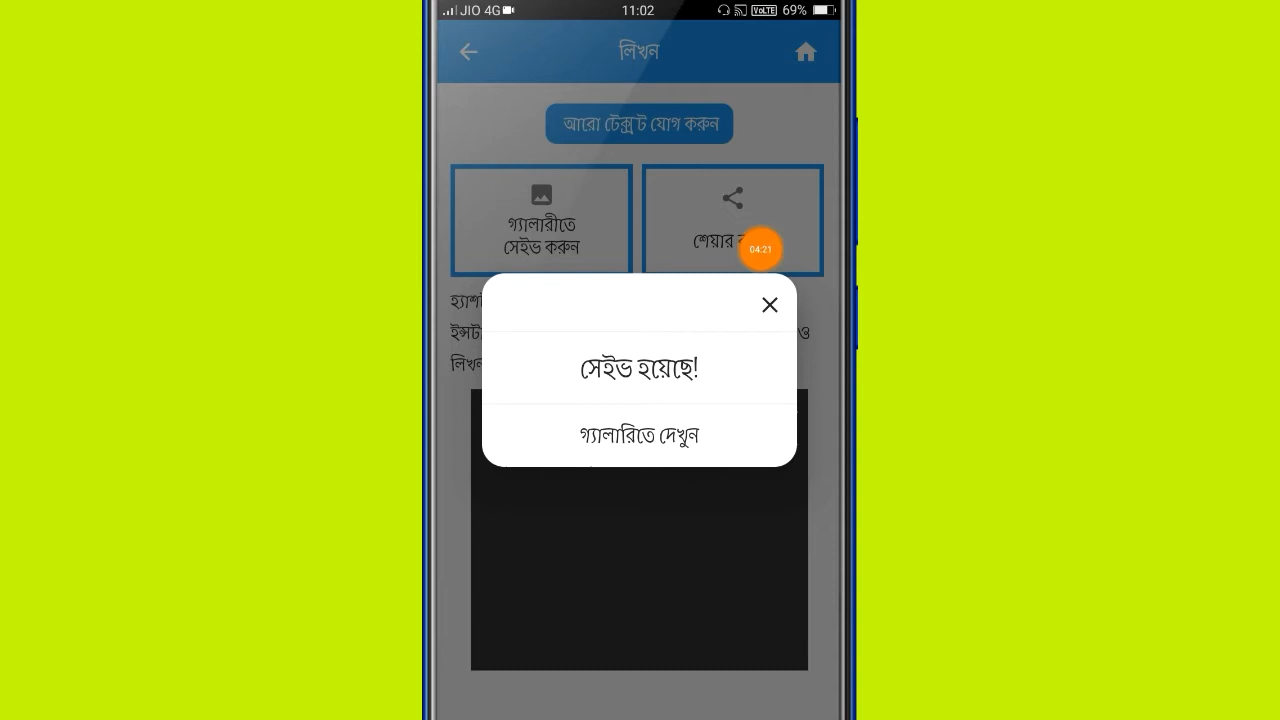 JIO 4G 11:02 VoLTE 69%
লিখন
আরো টেক্সট যোগ করুন
গ্যালারীতে
সেইভ করুন
শেয়ার
04:21
সেইভ হয়েছে!
গ্যালারিতে দেখুন